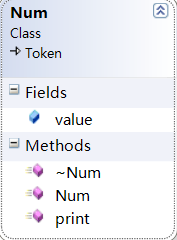 Num
Class
Token
Fields
value
Methods
~Num
Num
print